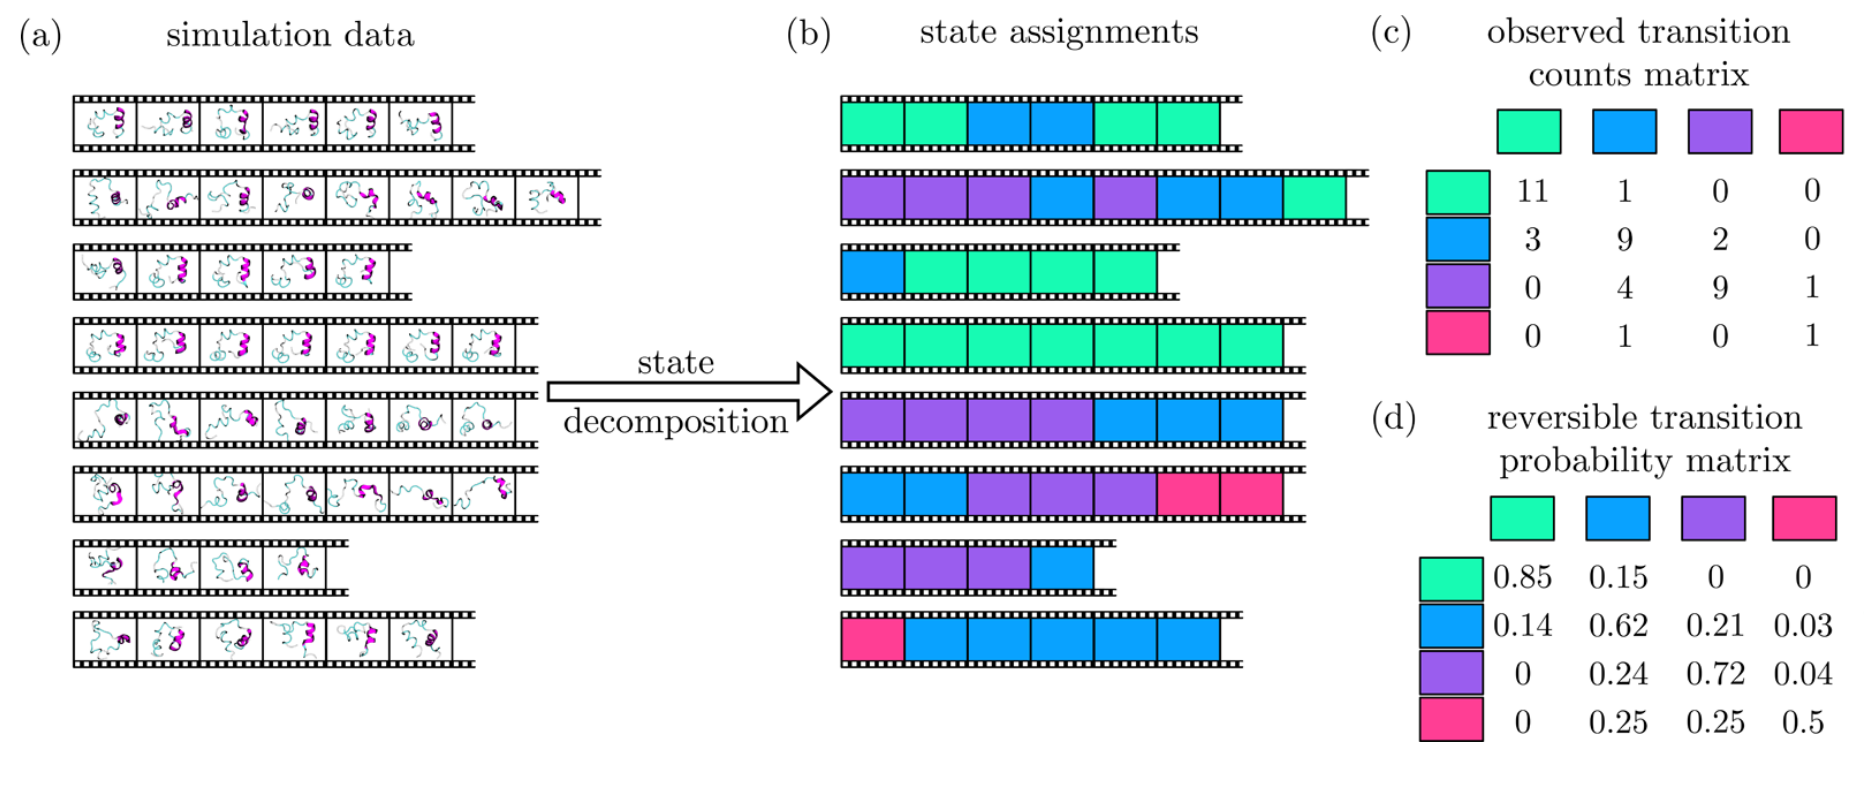 (a) simulation data
(b) state assignments
state
decomposition
(c) observed transition
counts matrix
11 1 0 0
3 9 2 0
0 4 9 1
0 1 0 1
(d) reversible transition
probability matrix
0.85 0.15 0 0
0.14 0.62 0.21 0.03
0 0.24 0.72 0.04
0 0.25 0.25 0.5